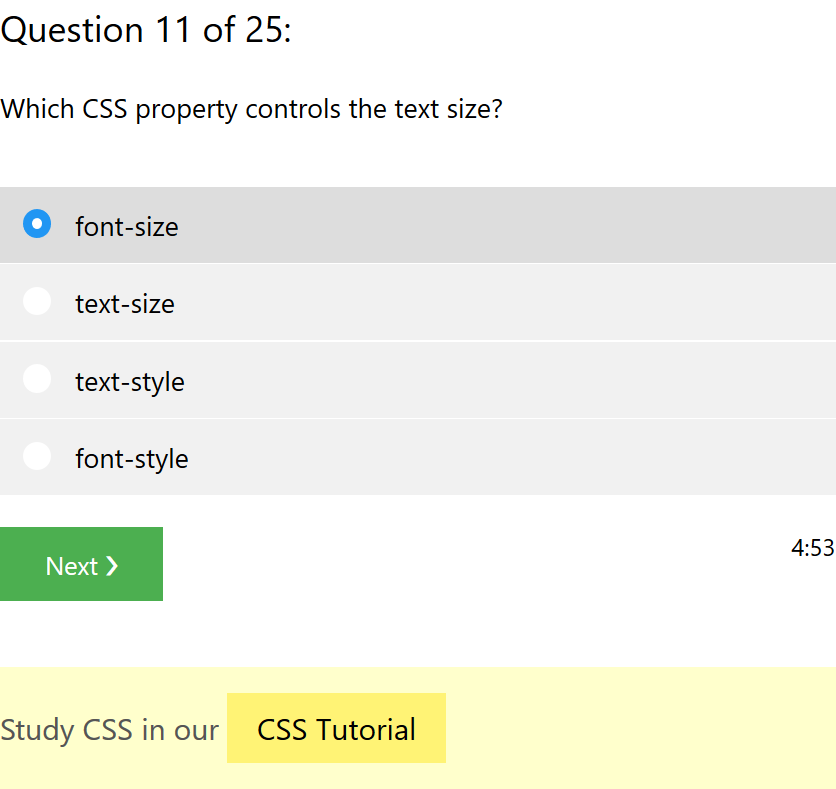 Question 11 of 25:
Which CSS property controls the text size?
font-size
text-size
text-style
font-style
Next ❯
4:53
Study CSS in our CSS Tutorial